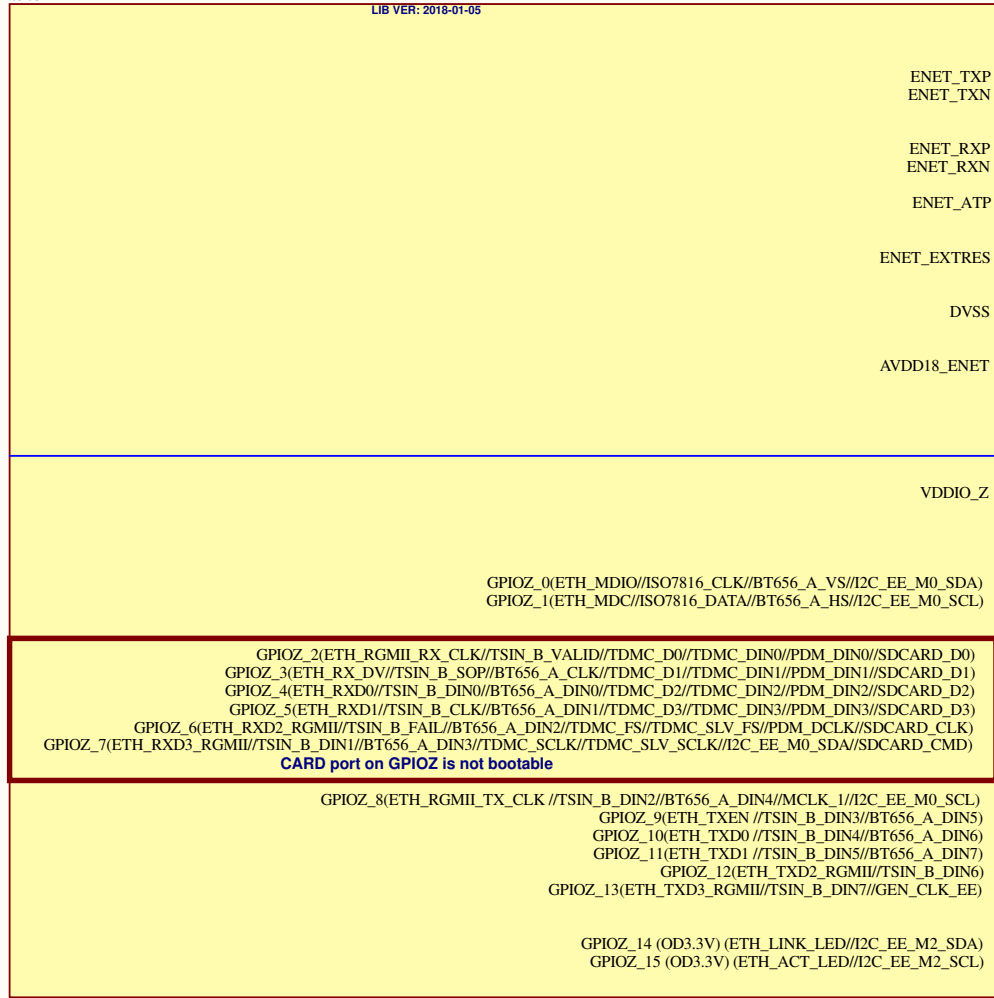 LIB VER: 2018-01-05
ENET_TXP
ENET_TXN
ENET_RXP
ENET_RXN
ENET_ATP
ENET_EXTRES
DVSS
AVDD18_ENET
VDDIO_Z
GPIOZ_0(ETH_MDIO//ISO7816_CLK//BT656_A_VS//I2C_EE_M0_SDA)
GPIOZ_1(ETH_MDC//ISO7816_DATA//BT656_A_HS//I2C_EE_M0_SCL)
GPIOZ_2(ETH_RGMII_RX_CLK//TSIN_B_VALID//TDMC_D0//TDMC_DIN0//PDM_DIN0//SDCARD_D0)
GPIOZ_3(ETH_RX_DV//TSIN_B_SOP//BT656_A_CLK//TDMC_D1//TDMC_DIN1//PDM_DIN1//SDCARD_D1)
GPIOZ_4(ETH_RXD0//TSIN_B_DIN0//BT656_A_DIN0//TDMC_D2//TDMC_DIN2//PDM_DIN2//SDCARD_D2)
GPIOZ_5(ETH_RXD1//TSIN_B_CLK//BT656_A_DIN1//TDMC_D3//TDMC_DIN3//PDM_DIN3//SDCARD_D3)
GPIOZ_6(ETH_RXD2_RGMII//TSIN_B_FAIL//BT656_A_DIN2//TDMC_FS//TDMC_SLV_FS//PDM_DCLK//SDCARD_CLK)
GPIOZ_7(ETH_RXD3_RGMII//TSIN_B_DIN1//BT656_A_DIN3//TDMC_SCLK//TDMC_SLV_SCLK//I2C_EE_M0_SDA//SDCARD_CMD)
CARD port on GPIOZ is not bootable
GPIOZ_8(ETH_RGMII_TX_CLK //TSIN_B_DIN2//BT656_A_DIN4//MCLK_1//I2C_EE_M0_SCL)
GPIOZ_9(ETH_TXEN //TSIN_B_DIN3//BT656_A_DIN5)
GPIOZ_10(ETH_TXD0 //TSIN_B_DIN4//BT656_A_DIN6)
GPIOZ_11(ETH_TXD1 //TSIN_B_DIN5//BT656_A_DIN7)
GPIOZ_12(ETH_TXD2_RGMII//TSIN_B_DIN6)
GPIOZ_13(ETH_TXD3_RGMII//TSIN_B_DIN7//GEN_CLK_EE)
GPIOZ_14 (OD3.3V) (ETH_LINK_LED//I2C_EE_M2_SDA)
GPIOZ_15 (OD3.3V) (ETH_ACT_LED//I2C_EE_M2_SCL)